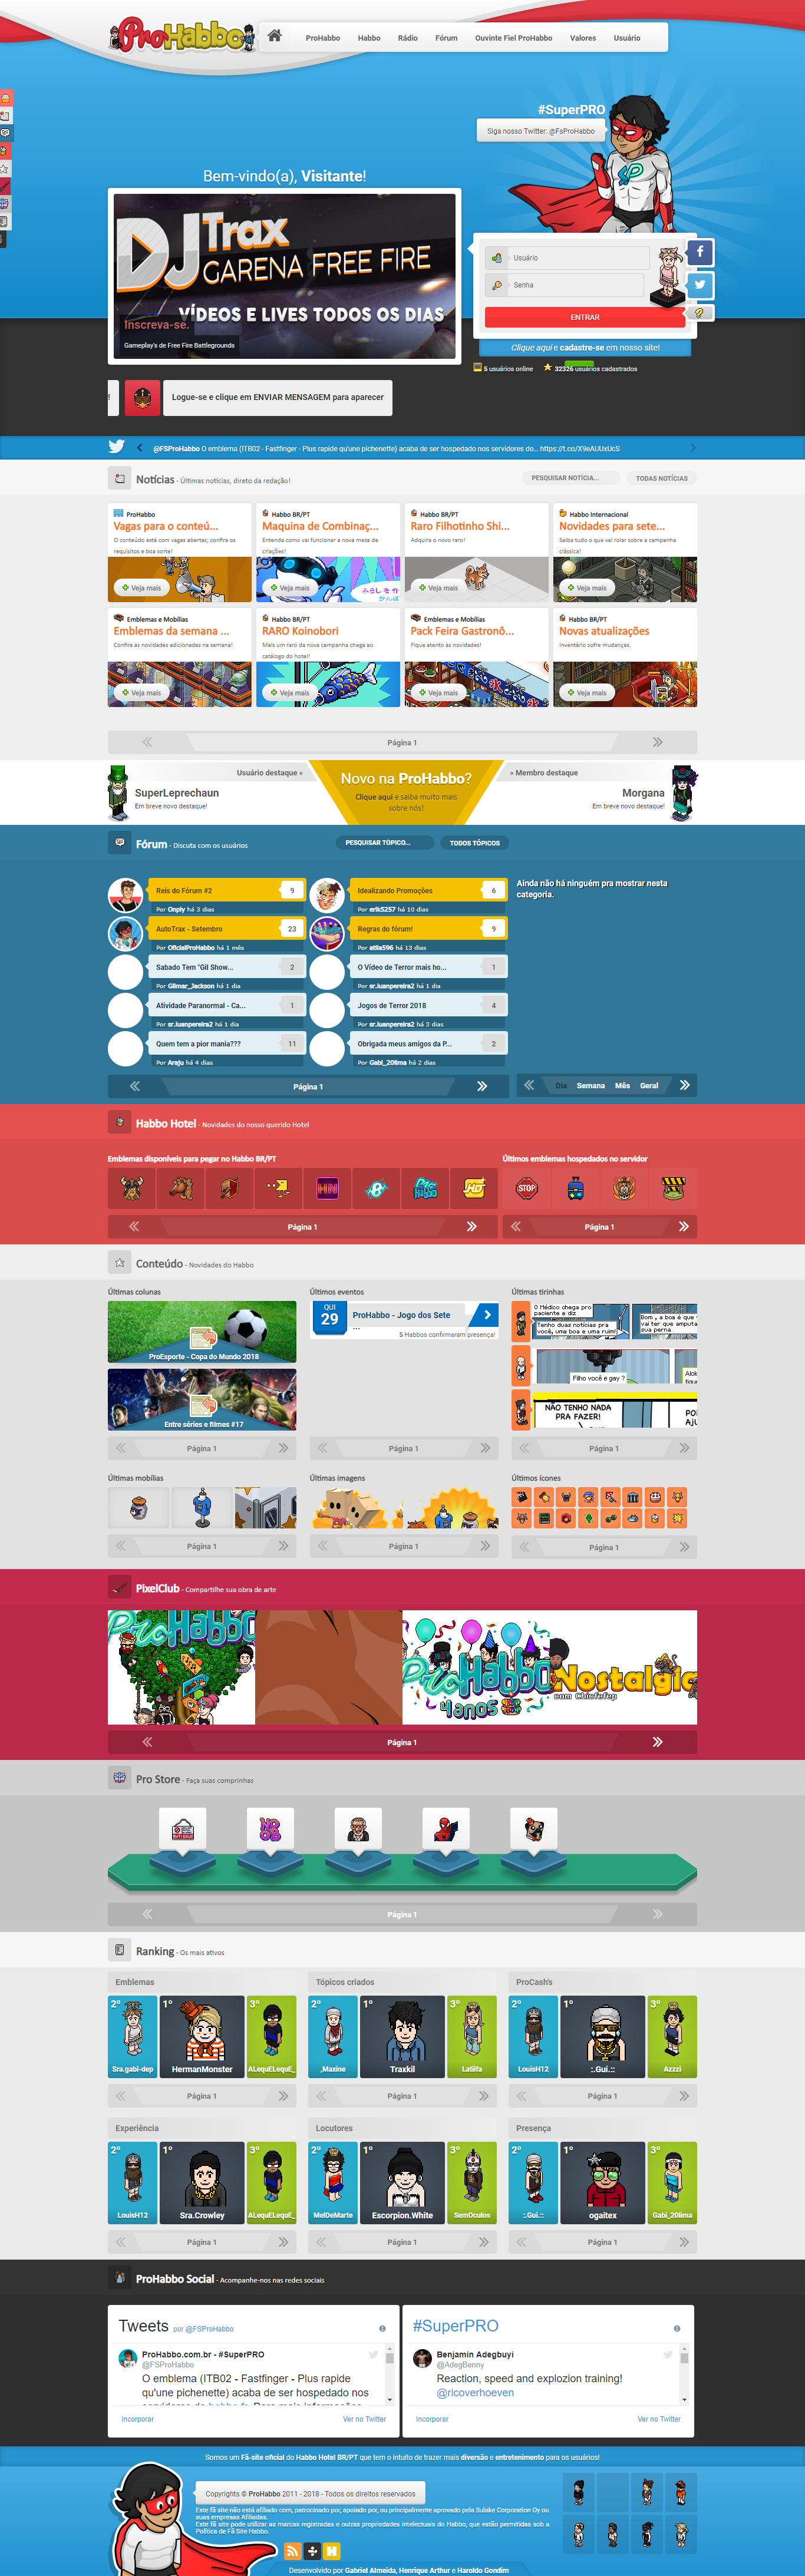 ProHabbo
ProHabbo Habbo Rádio Fórum Ouvinte Fiel ProHabbo Valores Usuário
#SuperPRO
Siga nosso Twitter: @FsProHabbo
Bem-vindo(a), Visitante!
DJ Trax
GARENA FREE FIRE
VÍDEOS E LIVES TODOS OS DIAS
Inscreva-se.
Gameplay's de Free Fire Battlegrounds
Usuário
Senha
ENTRAR
Clique aqui e cadastre-se em nosso site!
5 usuários online 32326 usuários cadastrados
! Logue-se e clique em ENVIAR MENSAGEM para aparecer
@FSProHabbo O emblema (ITB02 - Fastfinger - Plus rapide qu'une pichenette) acaba de ser hospedado nos servidores do... https://t.co/X9eAUUxUcS
Notícias - Últimas notícias, direto da redação!
PESQUISAR NOTÍCIA... TODAS NOTÍCIAS
ProHabbo
Vagas para o conteú...
O conteúdo está com vagas abertas; confira os
requisitos e boa sorte!
Veja mais
Habbo BR/PT
Maquina de Combinaç...
Entenda como vai funcionar a nova mesa de
criações!
Veja mais
Habbo BR/PT
Raro Filhotinho Shi...
Adquira o novo raro!
Veja mais
Habbo Internacional
Novidades para sete...
Saiba tudo o que vai rolar sobre a campanha
clássica!
Veja mais
Emblemas e Mobílias
Emblemas da semana ...
Confira as novidades adicionadas na semana!
Veja mais
Habbo BR/PT
RARO Koinobori
Mais um raro da nova campanha chega ao
catálogo do hotel!
Veja mais
Emblemas e Mobílias
Pack Feira Gastronô...
Fique atento às novidades!
Veja mais
Habbo BR/PT
Novas atualizações
Inventário sofre mudanças.
Veja mais
Página 1
Usuário destaque «
SuperLeprechaun
Em breve novo destaque!
Novo na ProHabbo?
Clique aqui e saiba muito mais
sobre nós!
» Membro destaque
Morgana
Em breve novo destaque!
Fórum - Discuta com os usuários
PESQUISAR TÓPICO... TODOS TÓPICOS
Reis do Fórum #2 9
Por Onply há 3 dias
Idealizando Promoções 6
Por erik5257 há 10 dias
AutoTrax - Setembro 23
Por OficialProHabbo há 1 mês
Regras do fórum! 9
Por atila596 há 13 dias
Sabado Tem "Gil Show... 2
Por Gilmar_Jackson há 1 dia
O Vídeo de Terror mais ho... 1
Por sr.luanpereira2 há 1 dia
Atividade Paranormal - Ca... 1
Por sr.luanpereira2 há 1 dia
Jogos de Terror 2018 4
Por sr.luanpereira2 há 3 dias
Quem tem a pior mania??? 11
Por Araju há 4 dias
Obrigada meus amigos da P... 2
Por Gabi_20lima há 2 dias
Página 1
Ainda não há ninguém pra mostrar nesta
categoria.
Dia Semana Mês Geral
Habbo Hotel - Novidades do nosso querido Hotel
Emblemas disponíveis para pegar no Habbo BR/PT
Página 1
Últimos emblemas hospedados no servidor
STOP
Página 1
Conteúdo - Novidades do Habbo
Últimas colunas
ProEsporte - Copa do Mundo 2018
Entre séries e filmes #17
Página 1
Últimos eventos
QUI
29
ProHabbo - Jogo dos Sete
...
5 Habbos confirmaram presença!
Página 1
Últimas tirinhas
O Médico chega pro
paciente e diz
Tenho duas notícias pra
você, uma boa e uma ruim!
Bom , a boa é que
vai ter que amputa
sua perna
Filho você e gay ?
NÃO TENHO NADA
PRA FAZER!
Página 1
Últimas mobílias
Página 1
Últimas imagens
Página 1
Últimos ícones
Página 1
PixelClub - Compartilhe sua obra de arte
ProHabbo
ProHabbo
4 anos
Nostalgia
com Chiefefep
Página 1
Pro Store - Faça suas comprinhas
Página 1
Ranking - Os mais ativos
Emblemas
2º Sra.gabi-dep
1º HermanMonster
3º ALequELequE_
Página 1
Tópicos criados
2º ,Maxine
1º Traxkil
3º Latiifa
Página 1
ProCash's
2º LouisH12
1º :.Gui.::
3º Azzzi
Página 1
Experiência
2º LouisH12
1º Sra.Crowley
3º ALequELequE_
Página 1
Locutores
2º MelDeMarte
1º Escorpion.White
3º SemOculos
Página 1
Presença
2º :.Gui.::
1º ogaitex
3º Gabi_20lima
Página 1
ProHabbo Social - Acompanhe-nos nas redes sociais
Tweets por @FSProHabbo
ProHabbo.com.br - #SuperPRO
@FSProHabbo
O emblema (ITB02 - Fastfinger - Plus rapide
qu'une pichenette) acaba de ser hospedado nos
Incorporar Ver no Twitter
#SuperPRO
Benjamin Adegbuyi
@AdegBenny
Reaction, speed and explozion training!
@ricoverhoeven
Incorporar Ver no Twitter
Somos um Fã-site oficial do Habbo Hotel BR/PT que tem o intuito de trazer mais diversão e entretenimento para os usuários!
Copyrights © ProHabbo 2011 - 2018 - Todos os direitos reservados
Este fã site não está afiliado com, patrocinado por, apoiado por, ou principalmente aprovado pela Sulake Corporation Oy ou
suas empresas Afiliadas.
Este fã site pode utilizar as marcas registradas e outras propriedades intelectuais do Habbo, que estão permitidas sob a
Política de Fã Site Habbo.
Desenvolvido por Gabriel Almeida, Henrique Arthur e Haroldo Gondim